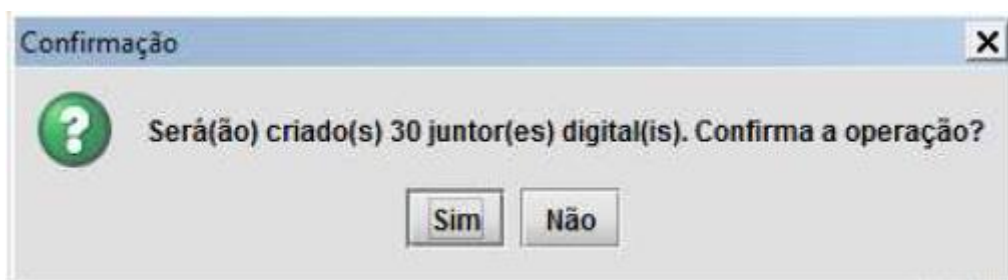 Confirmação
Será(ão) criado(s) 30 juntor(es) digital(is). Confirma a operação?
Sim Não